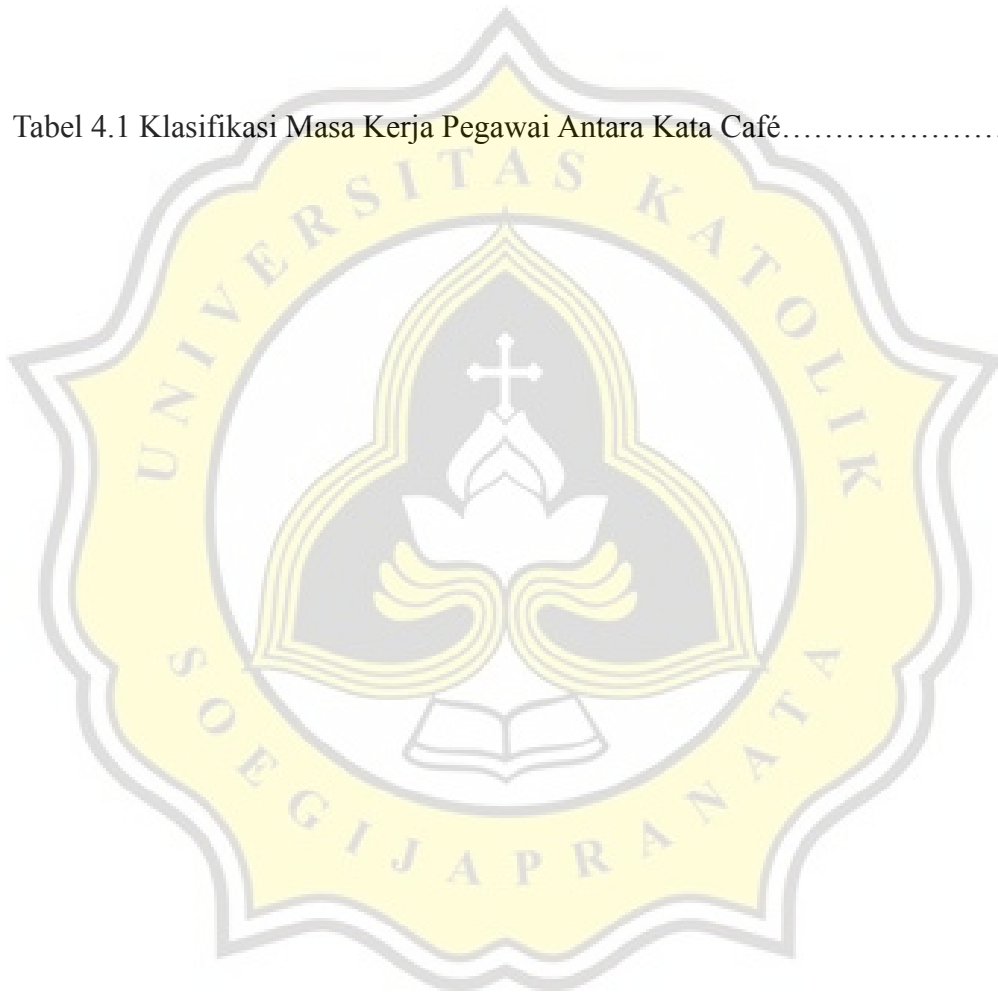 Tabel 4.1 Klasifikasi Masa Kerja Pegawai Antara Kata Café.....................
UNIVERSITAS KATOLIK
SOEGIJAPRANATA